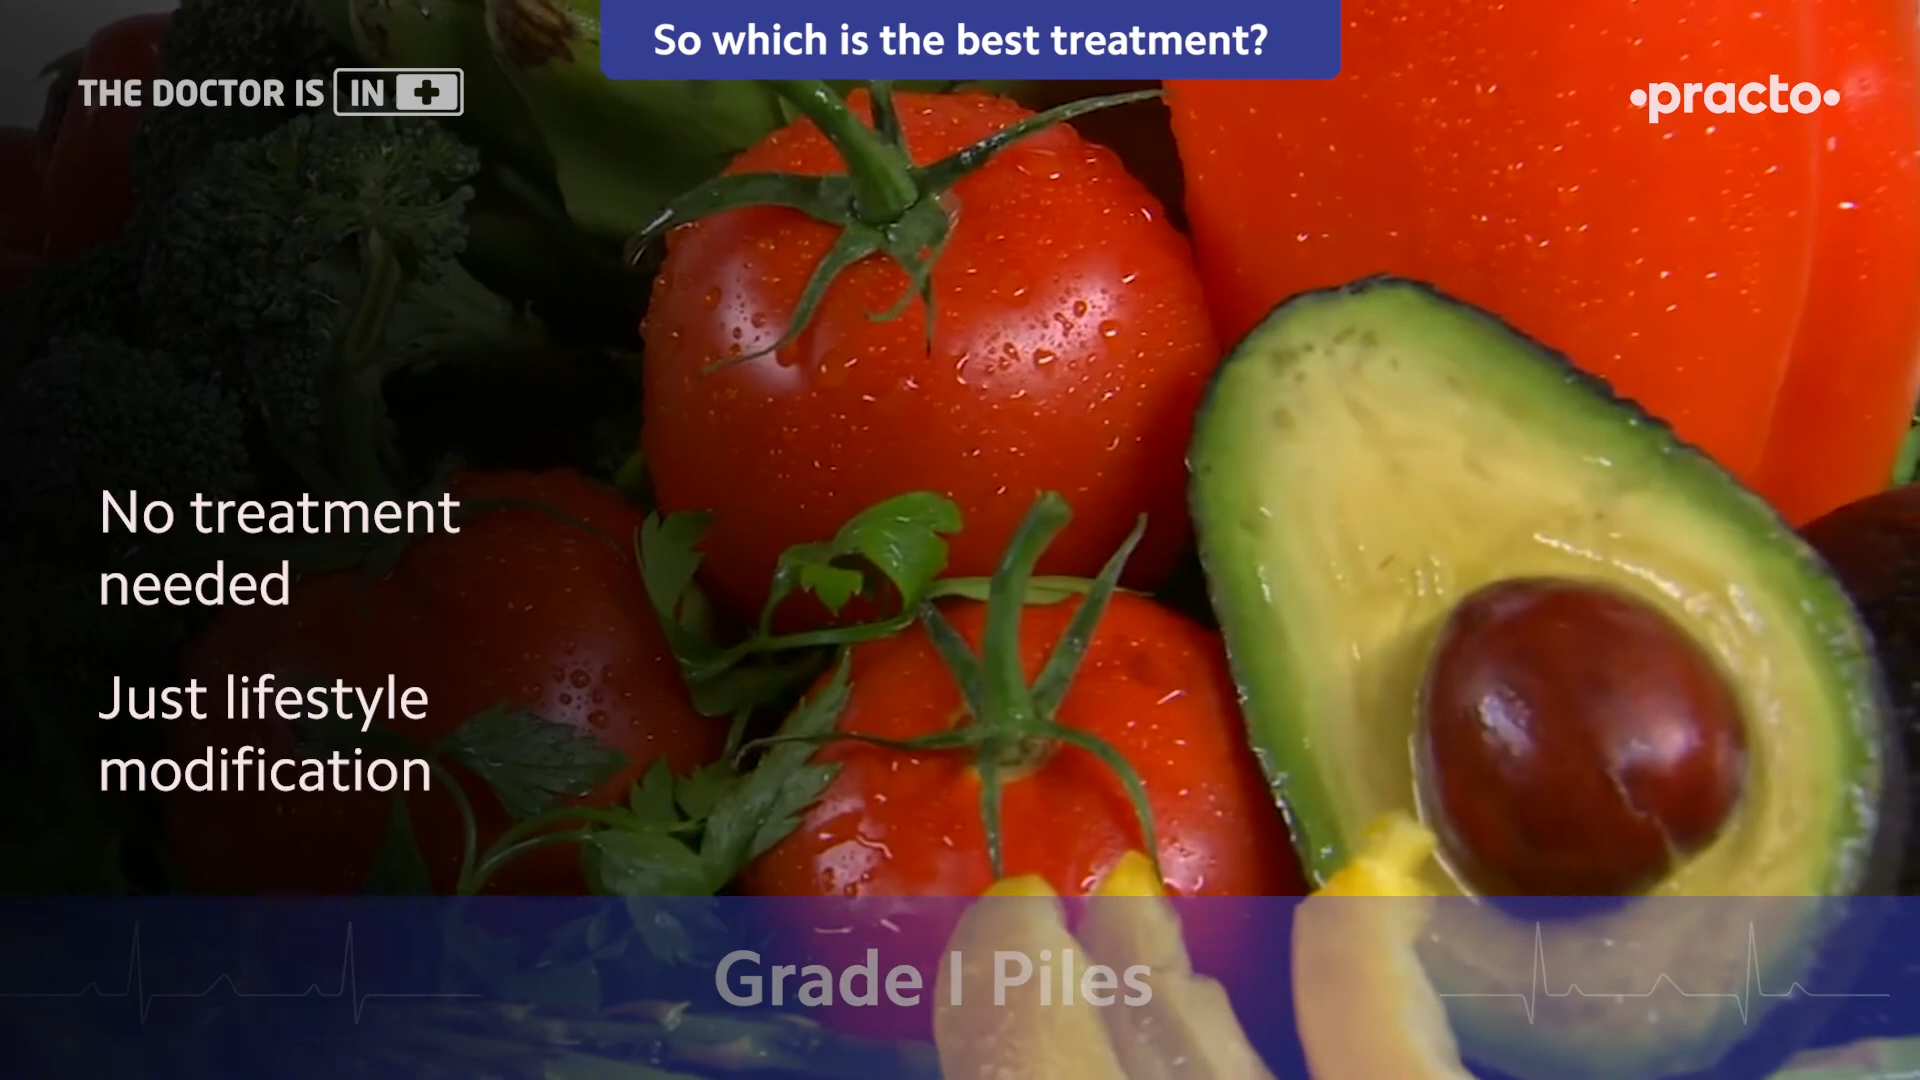 So which is the best treatment?
THE DOCTOR IS IN
practo
No treatment
needed
Just lifestyle
modification
Grade I Piles